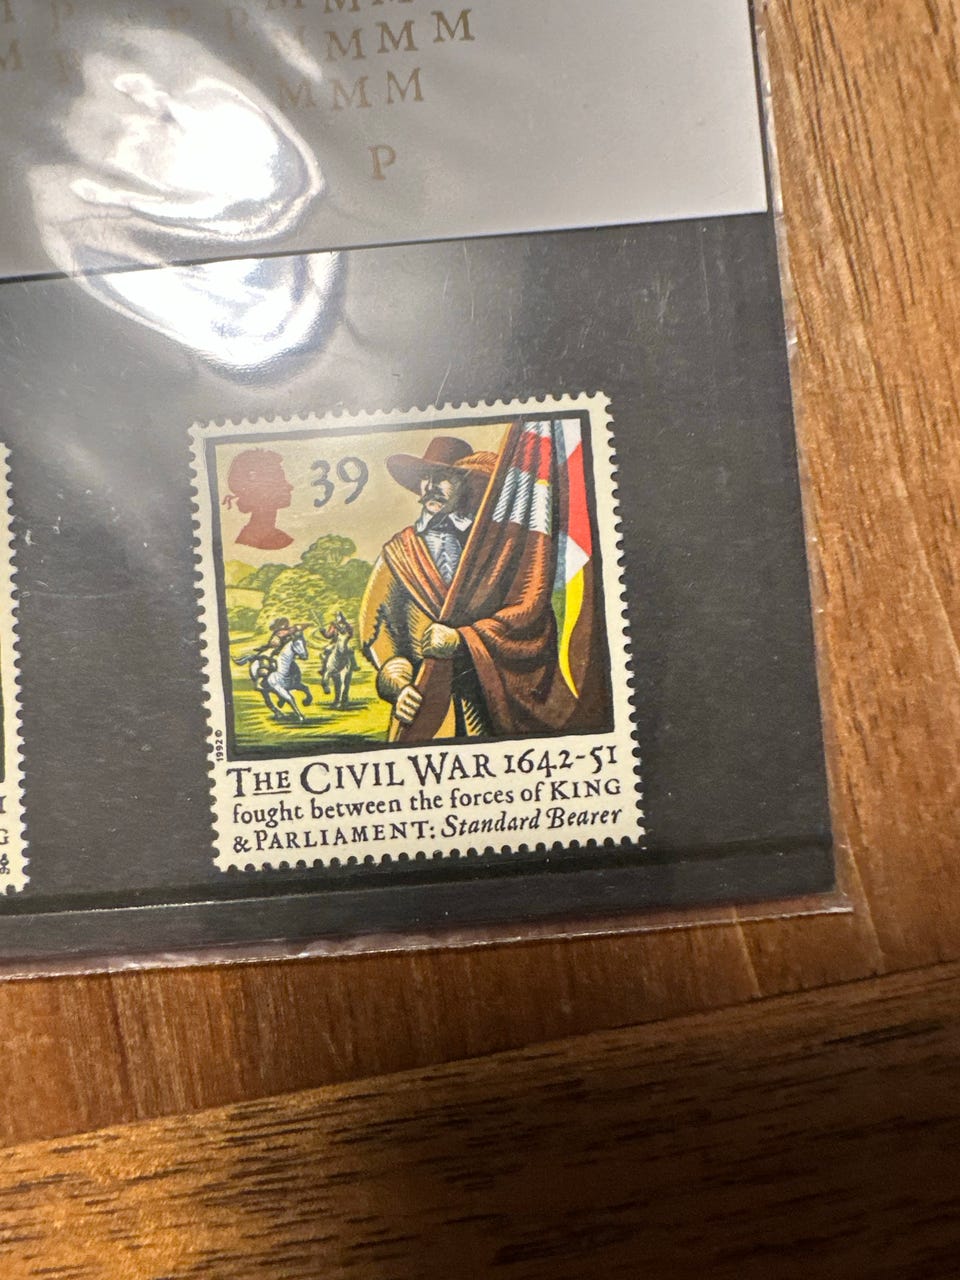 P P P M M M
M P M M M M
M M M
P
39
1992©
THE CIVIL WAR 1642-51
fought between the forces of KING
& PARLIAMENT: Standard Bearer